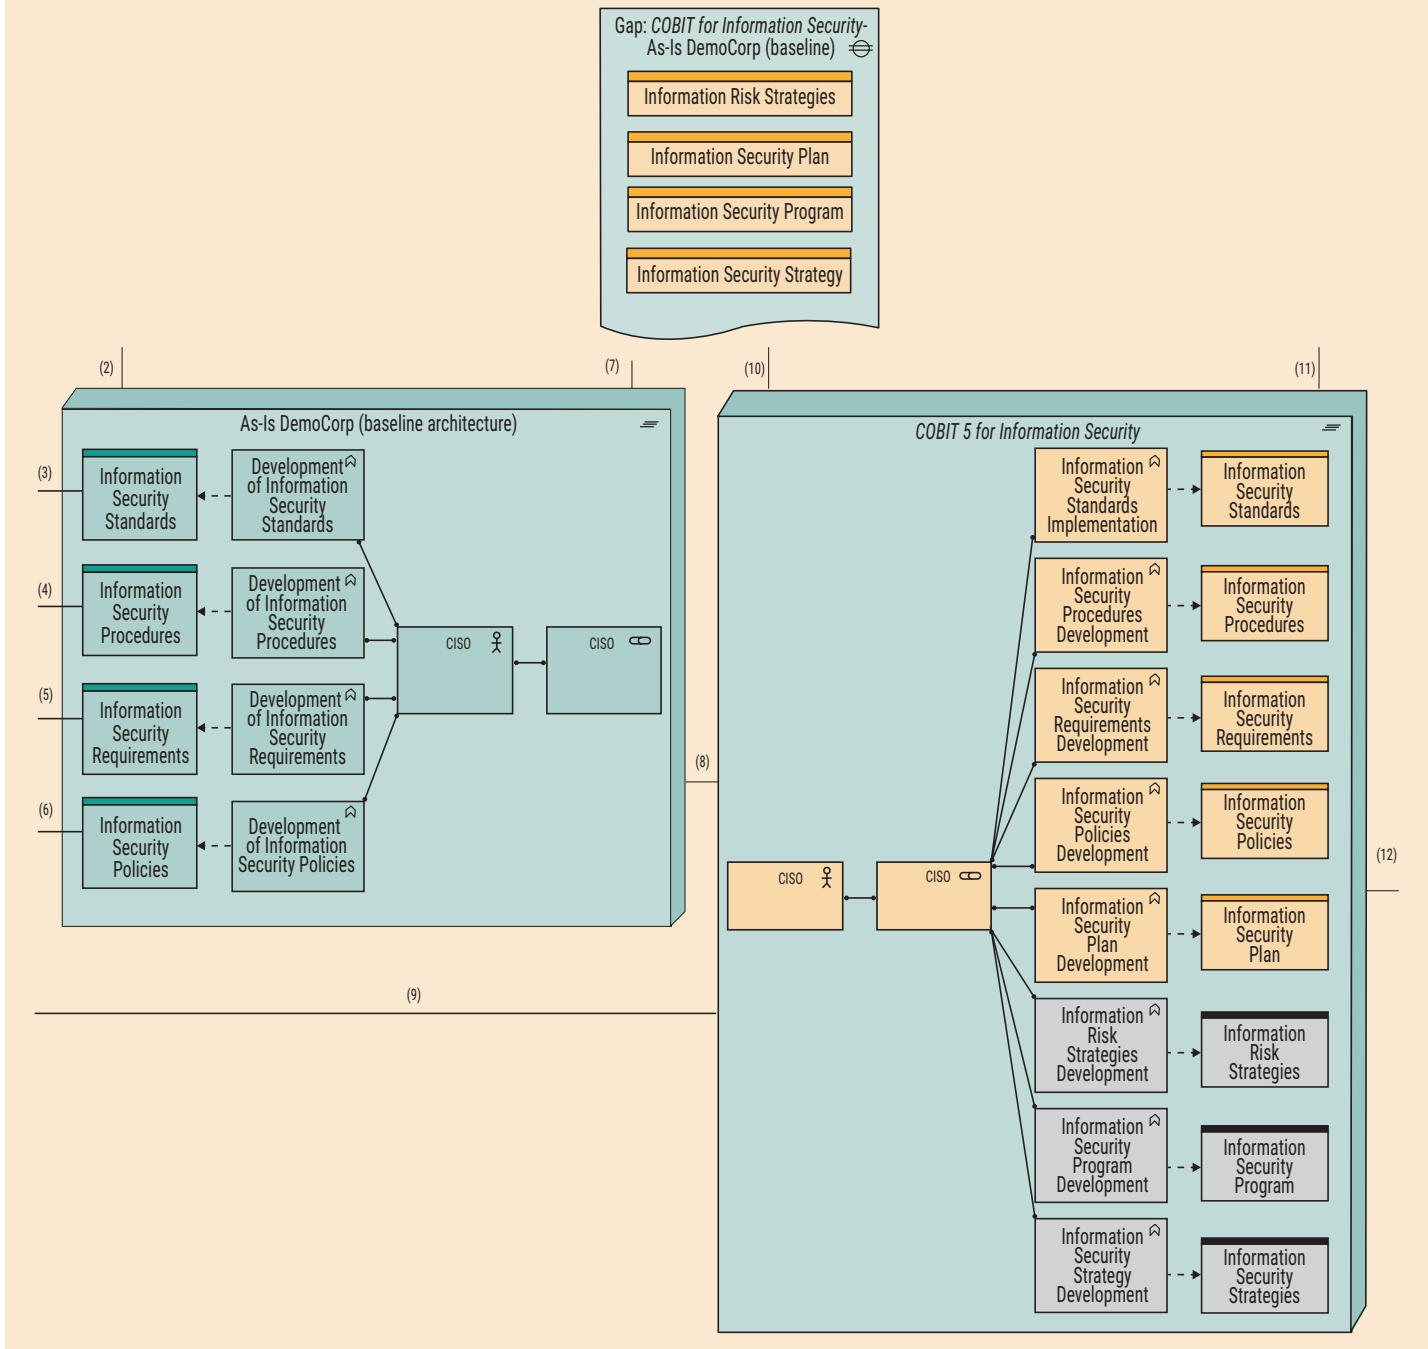 Gap: COBIT for Information Security-
As-Is DemoCorp (baseline)
Information Risk Strategies
Information Security Plan
Information Security Program
Information Security Strategy
(2)
(7)
(10)
(11)
As-Is DemoCorp (baseline architecture)
(3)
Information
Security
Standards
Development
of Information
Security
Standards
(4)
Information
Security
Procedures
Development
of Information
Security
Procedures
CISO
CISO
(5)
Information
Security
Requirements
Development
of Information
Security
Requirements
(6)
Information
Security
Policies
Development
of Information
Security Policies
(8)
(9)
COBIT 5 for Information Security
Information
Security
Standards
Implementation
Information
Security
Standards
Information
Security
Procedures
Development
Information
Security
Procedures
Information
Security
Requirements
Development
Information
Security
Requirements
Information
Security
Policies
Development
Information
Security
Policies
(12)
CISO
CISO
Information
Security
Plan
Development
Information
Security
Plan
Information
Risk
Strategies
Development
Information
Risk
Strategies
Information
Security
Program
Development
Information
Security
Program
Information
Security
Strategy
Development
Information
Security
Strategies